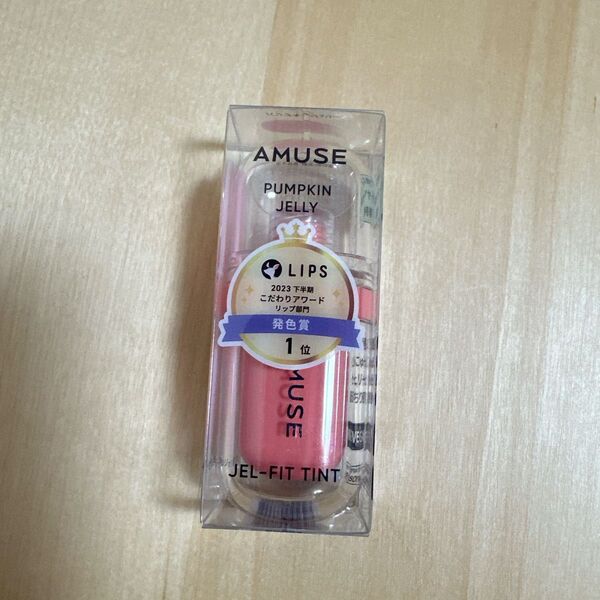 AMUSE
PUMPKIN
JELLY
LIPS
2023 下半期
こだわりアワード
リップ部門
発色賞
1位
MUSE
JEL-FIT TINT